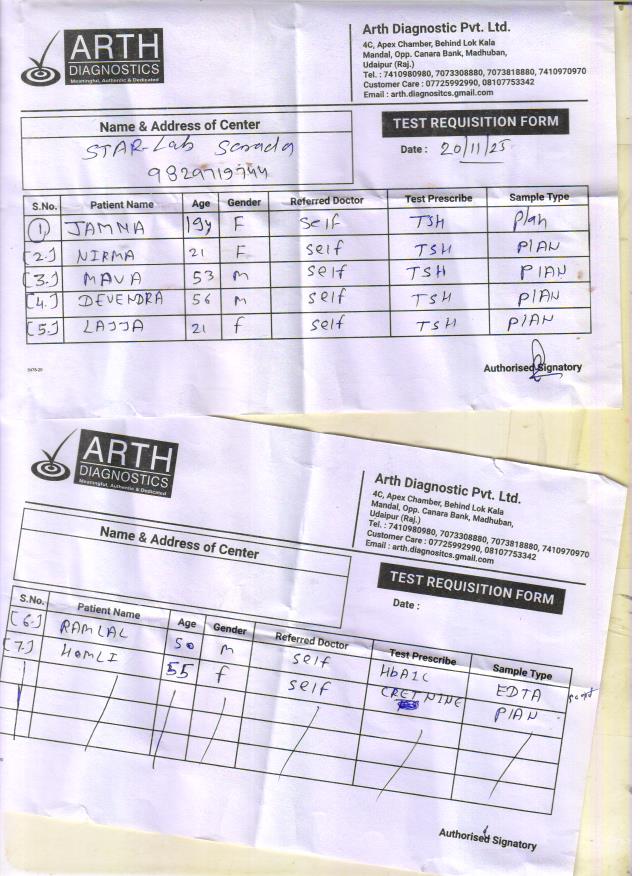 ARTH
DIAGNOSTICS
Meaningful, Authentic & Dedicated
Arth Diagnostic Pvt. Ltd.
4C, Apex Chamber, Behind Lok Kala
Mandal, Opp. Canara Bank, Madhuban,
Udaipur (Raj.)
Tel. : 7410980980, 7073308880, 7073818880, 7410970970
Customer Care : 07725992990, 08107753342
Email : arth.diagnositcs.gmail.com
Name & Address of Center
STAR-Lab
9829719744
TEST REQUISITION FORM
Date : 20/11/25
S.No. Patient Name Age Gender Referred Doctor Test Prescribe Sample Type
1, JAMNA 19y F self TSH plan
[2.] NIRMA 21 F self TSH PlAN
[3.] MAVA 53 m self TSH PlAN
[4.] DEVENDRA 56 m self TSH PlAN
[5.] LAJJA 21 f self TSH PlAN
Authorised Signatory
ARTH
DIAGNOSTICS
Meaningful, Authentic & Dedicated
Arth Diagnostic Pvt. Ltd.
4C, Apex Chamber, Behind Lok Kala
Mandal, Opp. Canara Bank, Madhuban,
Udaipur (Raj.)
Tel. : 7410980980, 7073308880, 7073818880, 7410970970
Customer Care : 07725992990, 08107753342
Email : arth.diagnositcs.gmail.com
Name & Address of Center
TEST REQUISITION FORM
Date :
S.No. Patient Name Age Gender Referred Doctor Test Prescribe Sample Type
[6.] RAMLAL 50 m self HbA1C EDTA
[7.] HOMLI 55 f self CRETNINE PlAN
Authorised Signatory